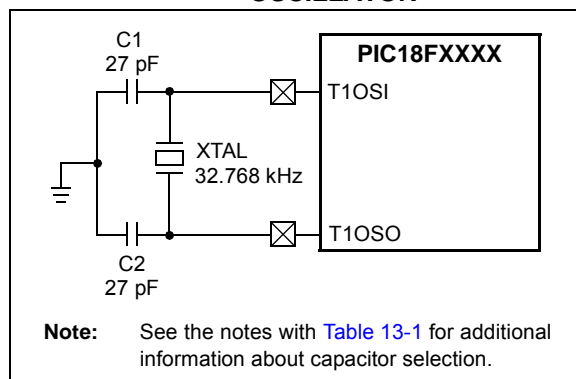 C1
27 pF
PIC18FXXXX
T1OSI
XTAL
32.768 kHz
T1OSO
C2
27 pF
Note: See the notes with Table 13-1 for additional
information about capacitor selection.